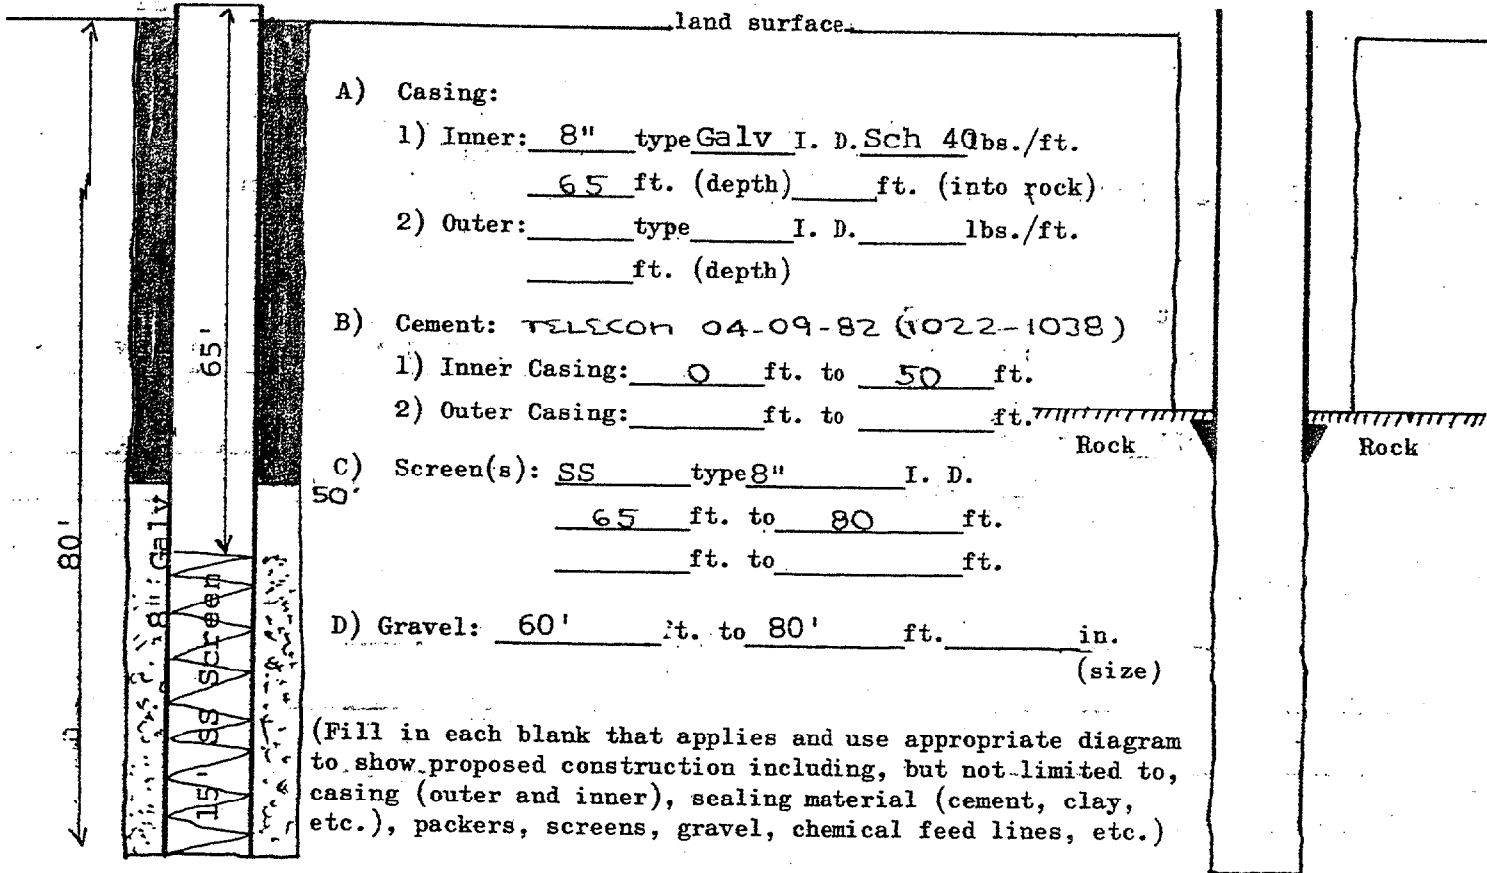 land surface
A) Casing:
1) Inner: 8" type Galv I. D. Sch 40 lbs./ft.
65 ft. (depth) ft. (into rock)
2) Outer: type I. D. lbs./ft.
ft. (depth)
B) Cement: TELECON 04-09-82 (1022-1038)
1) Inner Casing: 0 ft. to 50 ft.
2) Outer Casing: ft. to ft.
Rock
Rock
C) Screen(s): SS type 8" I. D.
50'
65 ft. to 80 ft.
ft. to ft.
D) Gravel: 60' ft. to 80' ft. in.
(size)
(Fill in each blank that applies and use appropriate diagram
to show proposed construction including, but not limited to,
casing (outer and inner), sealing material (cement, clay,
etc.), packers, screens, gravel, chemical feed lines, etc.)
80'
65'
8" Galv
15' SS Screen